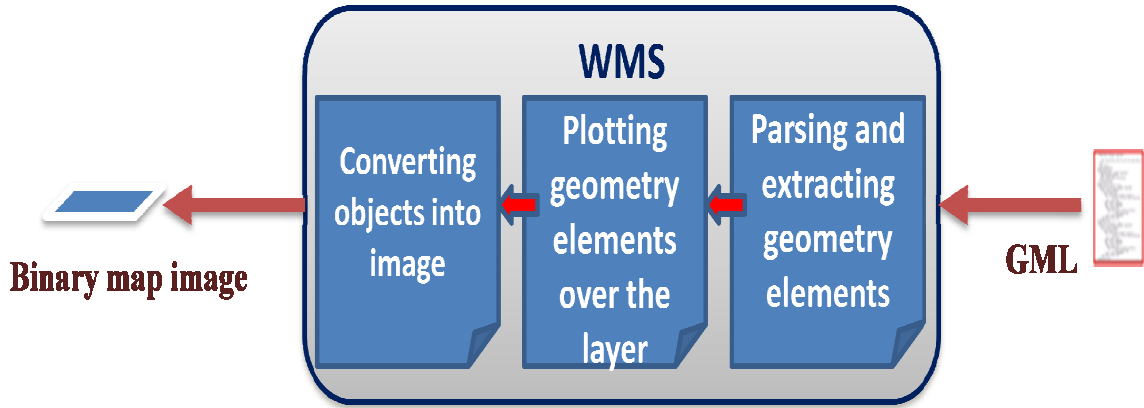 WMS
Converting
objects into
image
Plotting
geometry
elements
over the
layer
Parsing and
extracting
geometry
elements
Binary map image
GML